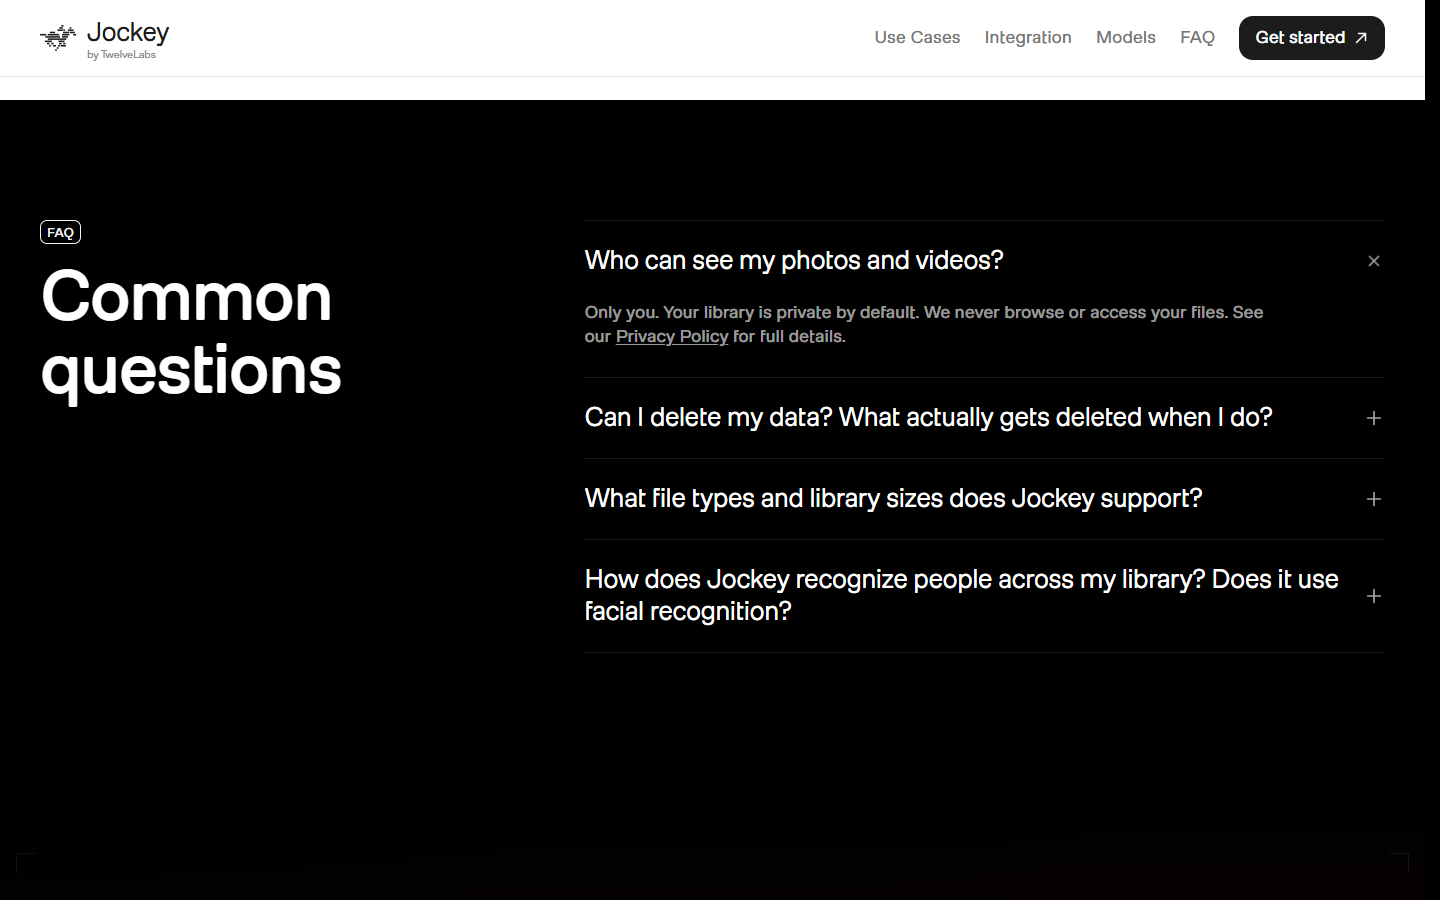 Jockey
by TwelveLabs
Use Cases
Integration
Models
FAQ
Get started
FAQ
Common
questions
Who can see my photos and videos?
Only you. Your library is private by default. We never browse or access your files. See
our Privacy Policy for full details.
Can I delete my data? What actually gets deleted when I do?
What file types and library sizes does Jockey support?
How does Jockey recognize people across my library? Does it use
facial recognition?